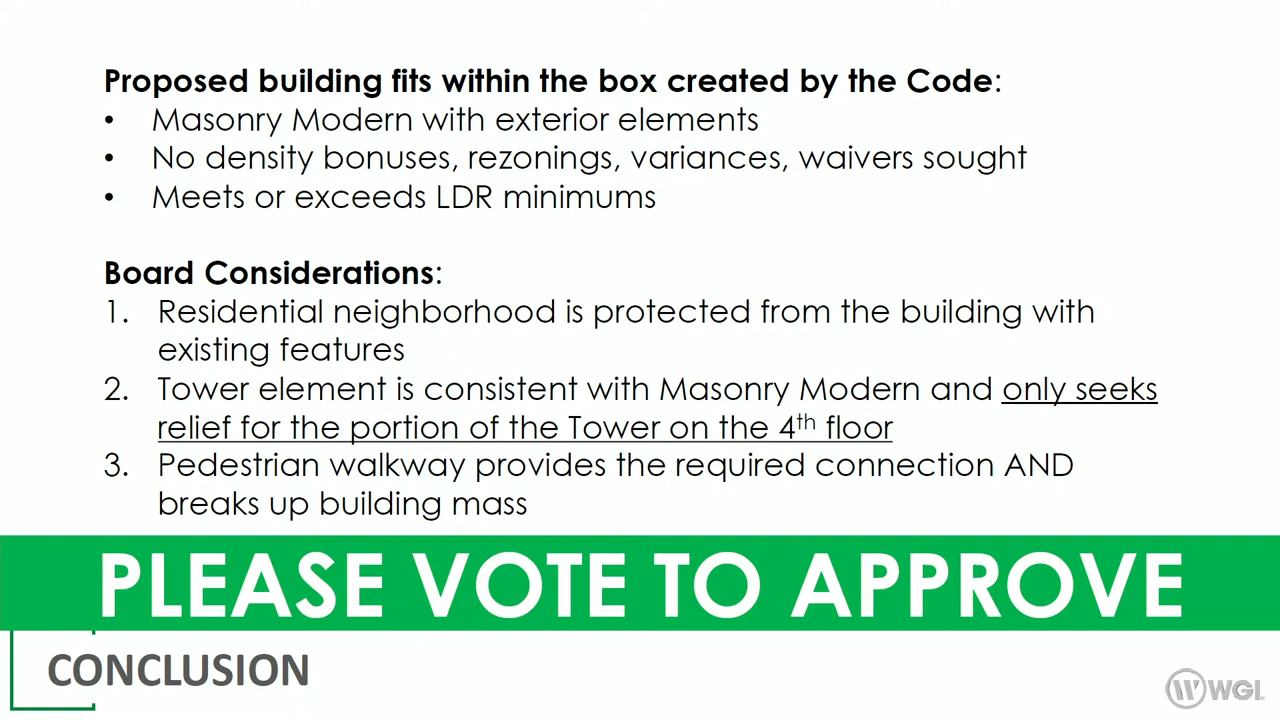 Proposed building fits within the box created by the Code:
• Masonry Modern with exterior elements
• No density bonuses, rezonings, variances, waivers sought
• Meets or exceeds LDR minimums
Board Considerations:
1. Residential neighborhood is protected from the building with
existing features
2. Tower element is consistent with Masonry Modern and only seeks
relief for the portion of the Tower on the 4th floor
3. Pedestrian walkway provides the required connection AND
breaks up building mass
PLEASE VOTE TO APPROVE
CONCLUSION
WGI.